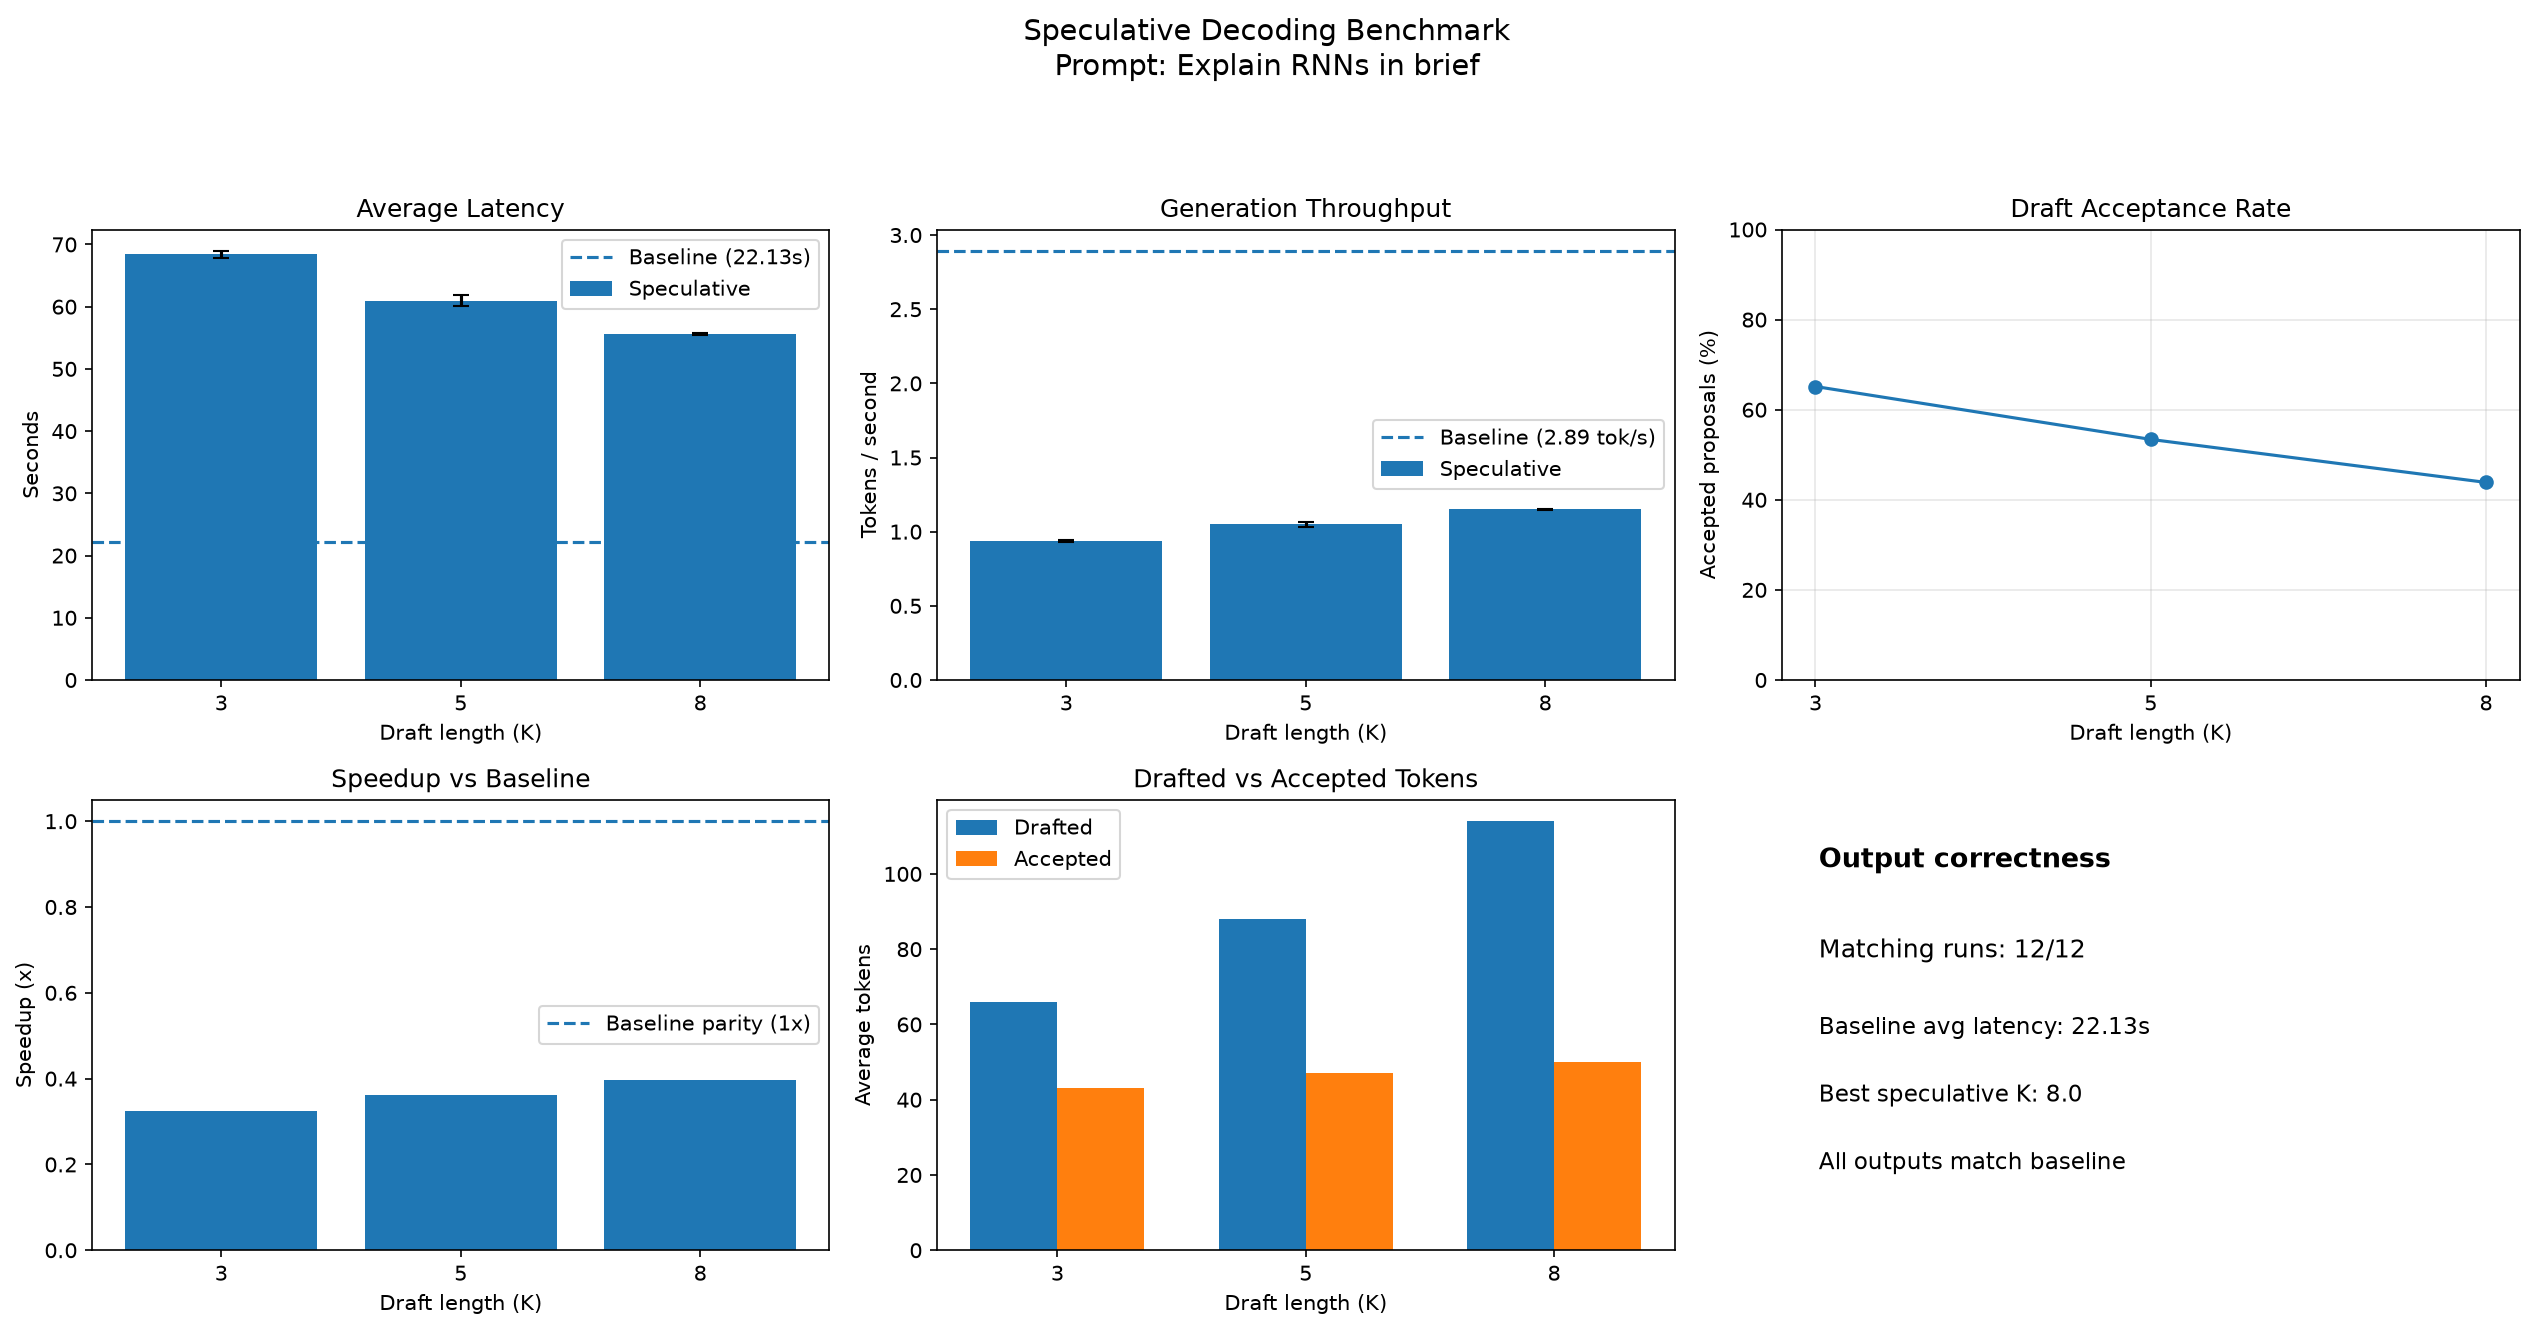 Speculative Decoding Benchmark
Prompt: Explain RNNs in brief
Average Latency
Seconds
70
60
50
40
30
20
10
0
Baseline (22.13s)
Speculative
3
5
8
Draft length (K)
Generation Throughput
Tokens / second
3.0
2.5
2.0
1.5
1.0
0.5
0.0
Baseline (2.89 tok/s)
Speculative
3
5
8
Draft length (K)
Draft Acceptance Rate
Accepted proposals (%)
100
80
60
40
20
0
3
5
8
Draft length (K)
Speedup vs Baseline
Speedup (x)
1.0
0.8
0.6
0.4
0.2
0.0
Baseline parity (1x)
3
5
8
Draft length (K)
Drafted vs Accepted Tokens
Average tokens
100
80
60
40
20
0
Drafted
Accepted
3
5
8
Draft length (K)
Output correctness
Matching runs: 12/12
Baseline avg latency: 22.13s
Best speculative K: 8.0
All outputs match baseline